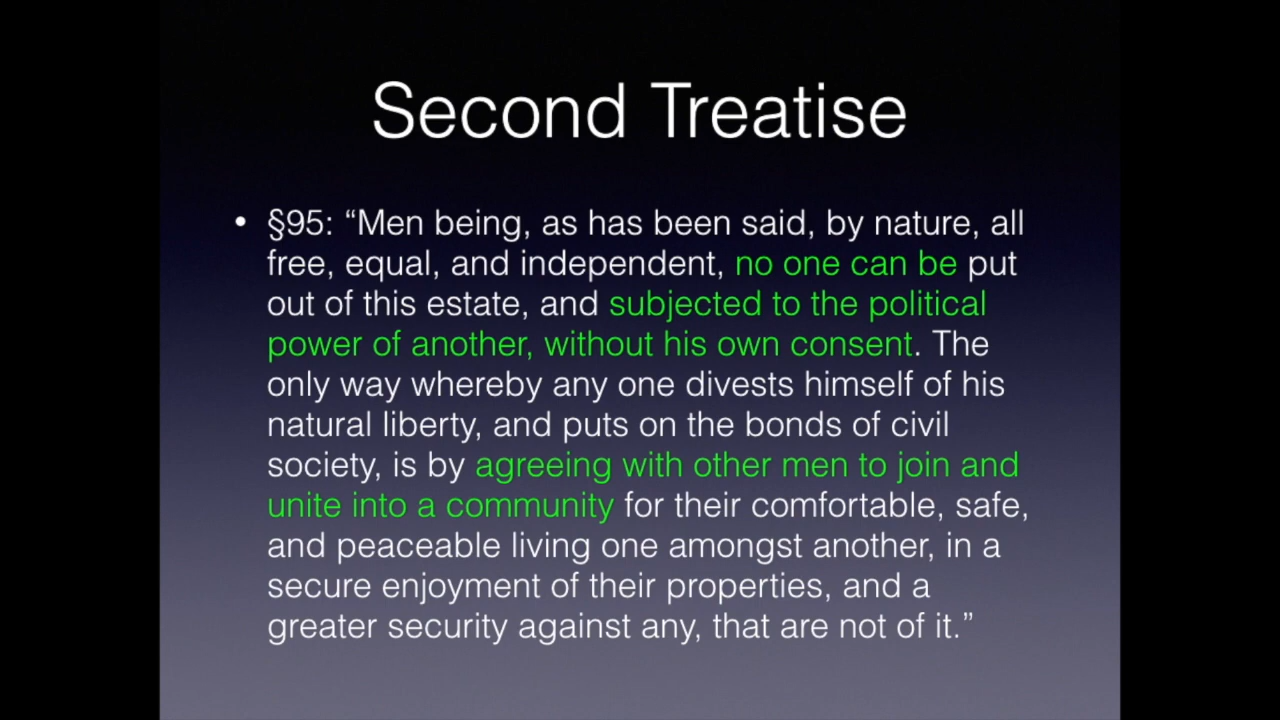 Second Treatise
• §95: “Men being, as has been said, by nature, all
free, equal, and independent, no one can be put
out of this estate, and subjected to the political
power of another, without his own consent. The
only way whereby any one divests himself of his
natural liberty, and puts on the bonds of civil
society, is by agreeing with other men to join and
unite into a community for their comfortable, safe,
and peaceable living one amongst another, in a
secure enjoyment of their properties, and a
greater security against any, that are not of it.”